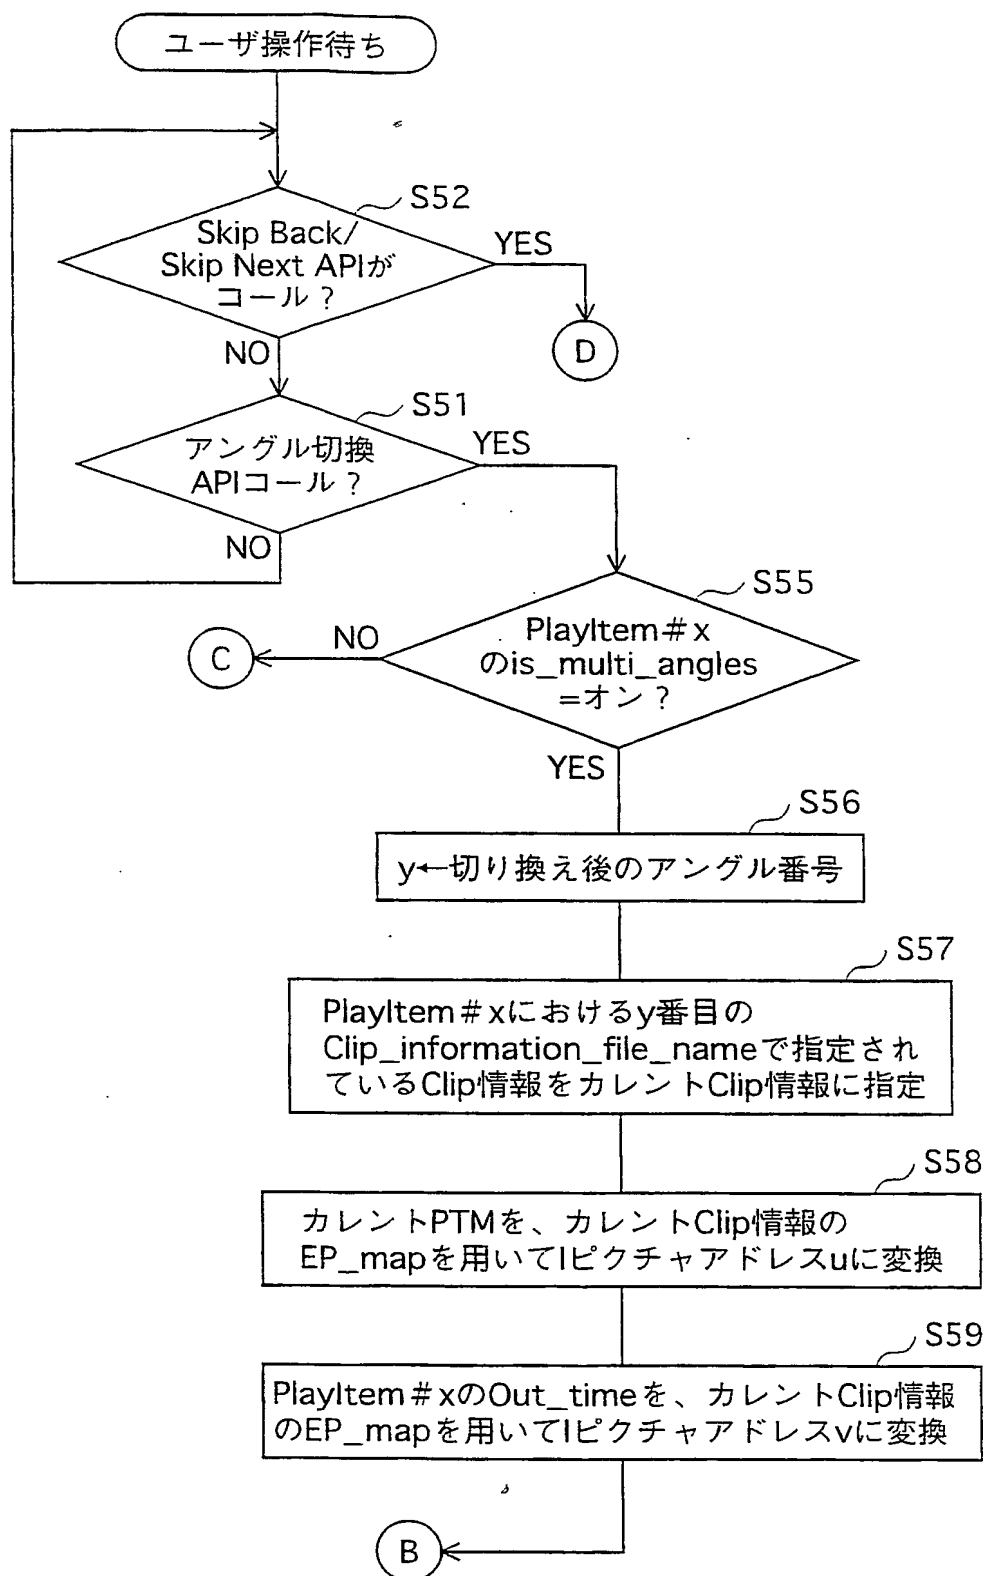 ユーザ操作待ち
S52
Skip Back/
Skip Next APIが
コール？
YES
D
NO
S51
アングル切換
APIコール？
YES
NO
S55
PlayItem＃x
のis_multi_angles
=オン？
NO
C
YES
S56
y←切り換え後のアングル番号
S57
PlayItem＃xにおけるy番目の
Clip_information_file_nameで指定され
ているClip情報をカレントClip情報に指定
S58
カレントPTMを、カレントClip情報の
EP_mapを用いてIピクチャアドレスuに変換
S59
PlayItem＃xのOut_timeを、カレントClip情報
のEP_mapを用いてIピクチャアドレスvに変換
B